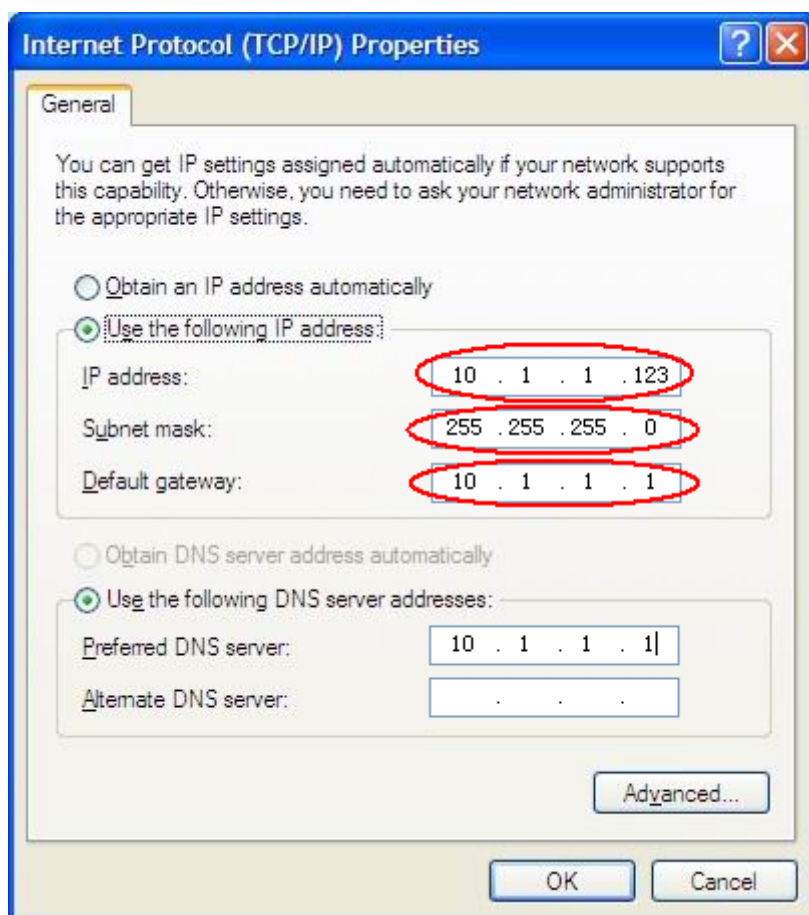 Internet Protocol (TCP/IP) Properties
General
You can get IP settings assigned automatically if your network supports
this capability. Otherwise, you need to ask your network administrator for
the appropriate IP settings.
Obtain an IP address automatically
Use the following IP address:
IP address: 10 . 1 . 1 . 123
Subnet mask: 255 . 255 . 255 . 0
Default gateway: 10 . 1 . 1 . 1
Obtain DNS server address automatically
Use the following DNS server addresses:
Preferred DNS server: 10 . 1 . 1 . 1
Alternate DNS server: . . .
Advanced...
OK Cancel